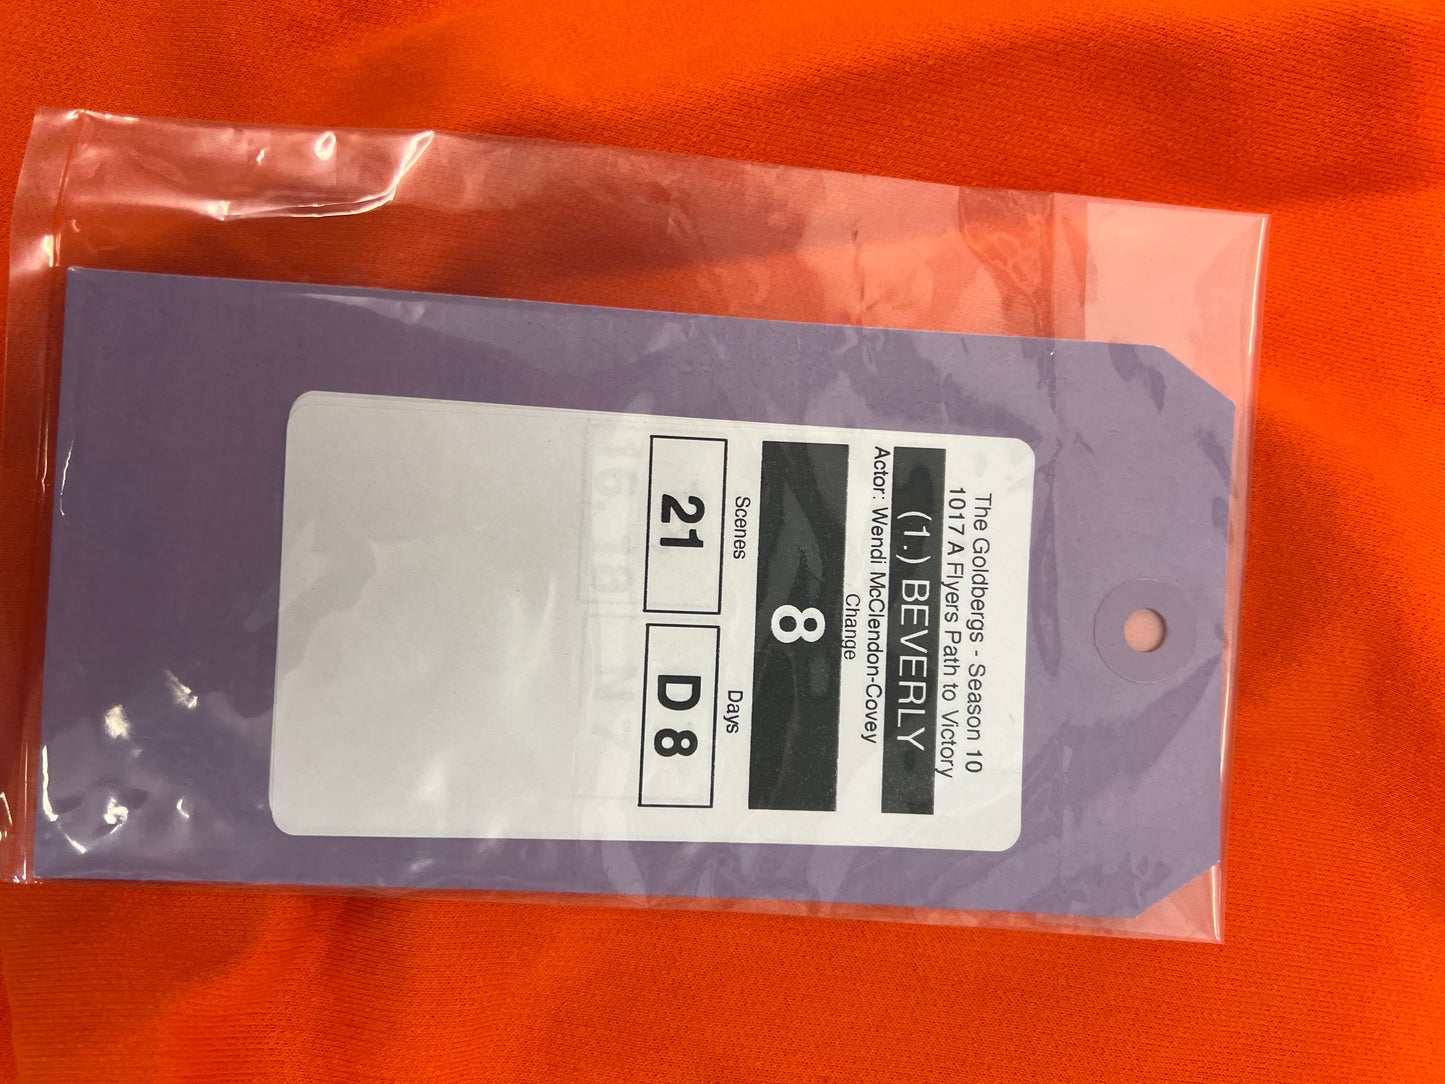 The Goldbergs - Season 10
1017 A Flyers Path to Victory
(1.) BEVERLY
Actor: Wendi McClendon-Covey
Change
8
Scenes Days
21 D 8